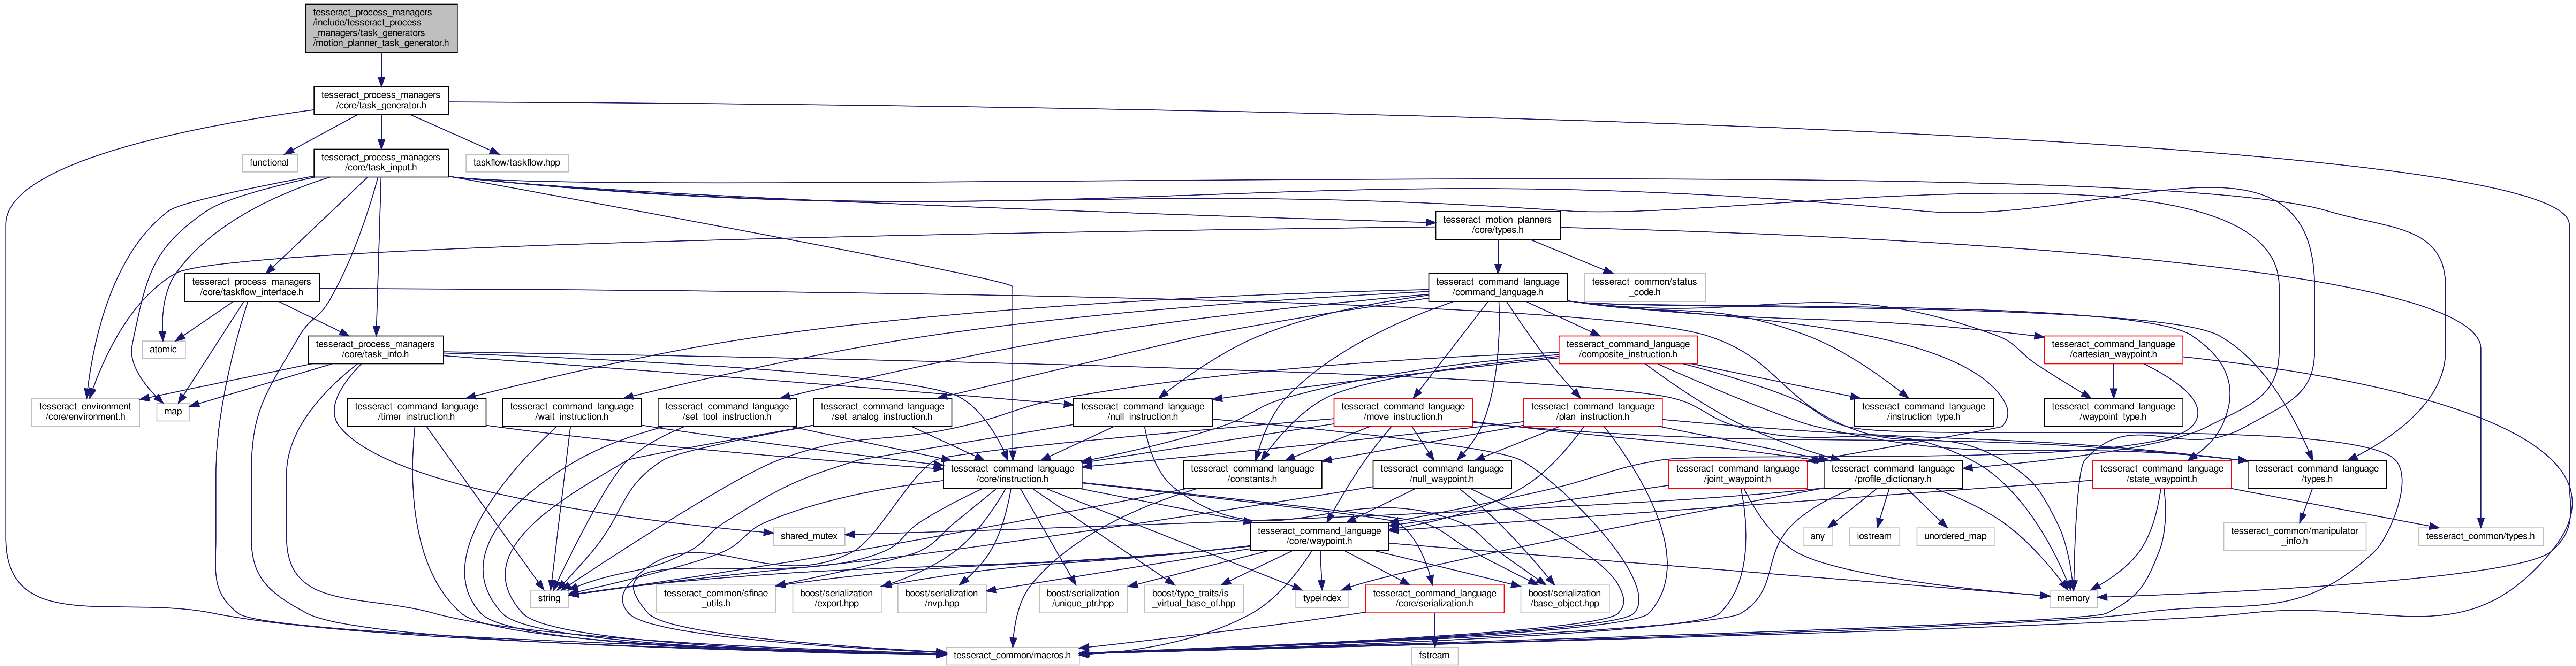 tesseract_process_managers
/include/tesseract_process
_managers/task_generators
/motion_planner_task_generator.h
tesseract_process_managers
/core/task_generator.h
functional
tesseract_process_managers
/core/task_input.h
taskflow/taskflow.hpp
tesseract_motion_planners
/core/types.h
tesseract_process_managers
/core/taskflow_interface.h
tesseract_command_language
/command_language.h
tesseract_common/status
_code.h
atomic
tesseract_process_managers
/core/task_info.h
tesseract_command_language
/composite_instruction.h
tesseract_command_language
/cartesian_waypoint.h
tesseract_environment
/core/environment.h
map
tesseract_command_language
/timer_instruction.h
tesseract_command_language
/wait_instruction.h
tesseract_command_language
/set_tool_instruction.h
tesseract_command_language
/set_analog_instruction.h
tesseract_command_language
/null_instruction.h
tesseract_command_language
/move_instruction.h
tesseract_command_language
/plan_instruction.h
tesseract_command_language
/instruction_type.h
tesseract_command_language
/waypoint_type.h
tesseract_command_language
/core/instruction.h
tesseract_command_language
/constants.h
tesseract_command_language
/null_waypoint.h
tesseract_command_language
/joint_waypoint.h
tesseract_command_language
/profile_dictionary.h
tesseract_command_language
/state_waypoint.h
tesseract_command_language
/types.h
shared_mutex
tesseract_command_language
/core/waypoint.h
any
iostream
unordered_map
tesseract_common/manipulator
_info.h
tesseract_common/types.h
string
tesseract_common/sfinae
_utils.h
boost/serialization
/export.hpp
boost/serialization
/nvp.hpp
boost/serialization
/unique_ptr.hpp
boost/type_traits/is
_virtual_base_of.hpp
typeindex
tesseract_command_language
/core/serialization.h
boost/serialization
/base_object.hpp
memory
tesseract_common/macros.h
fstream